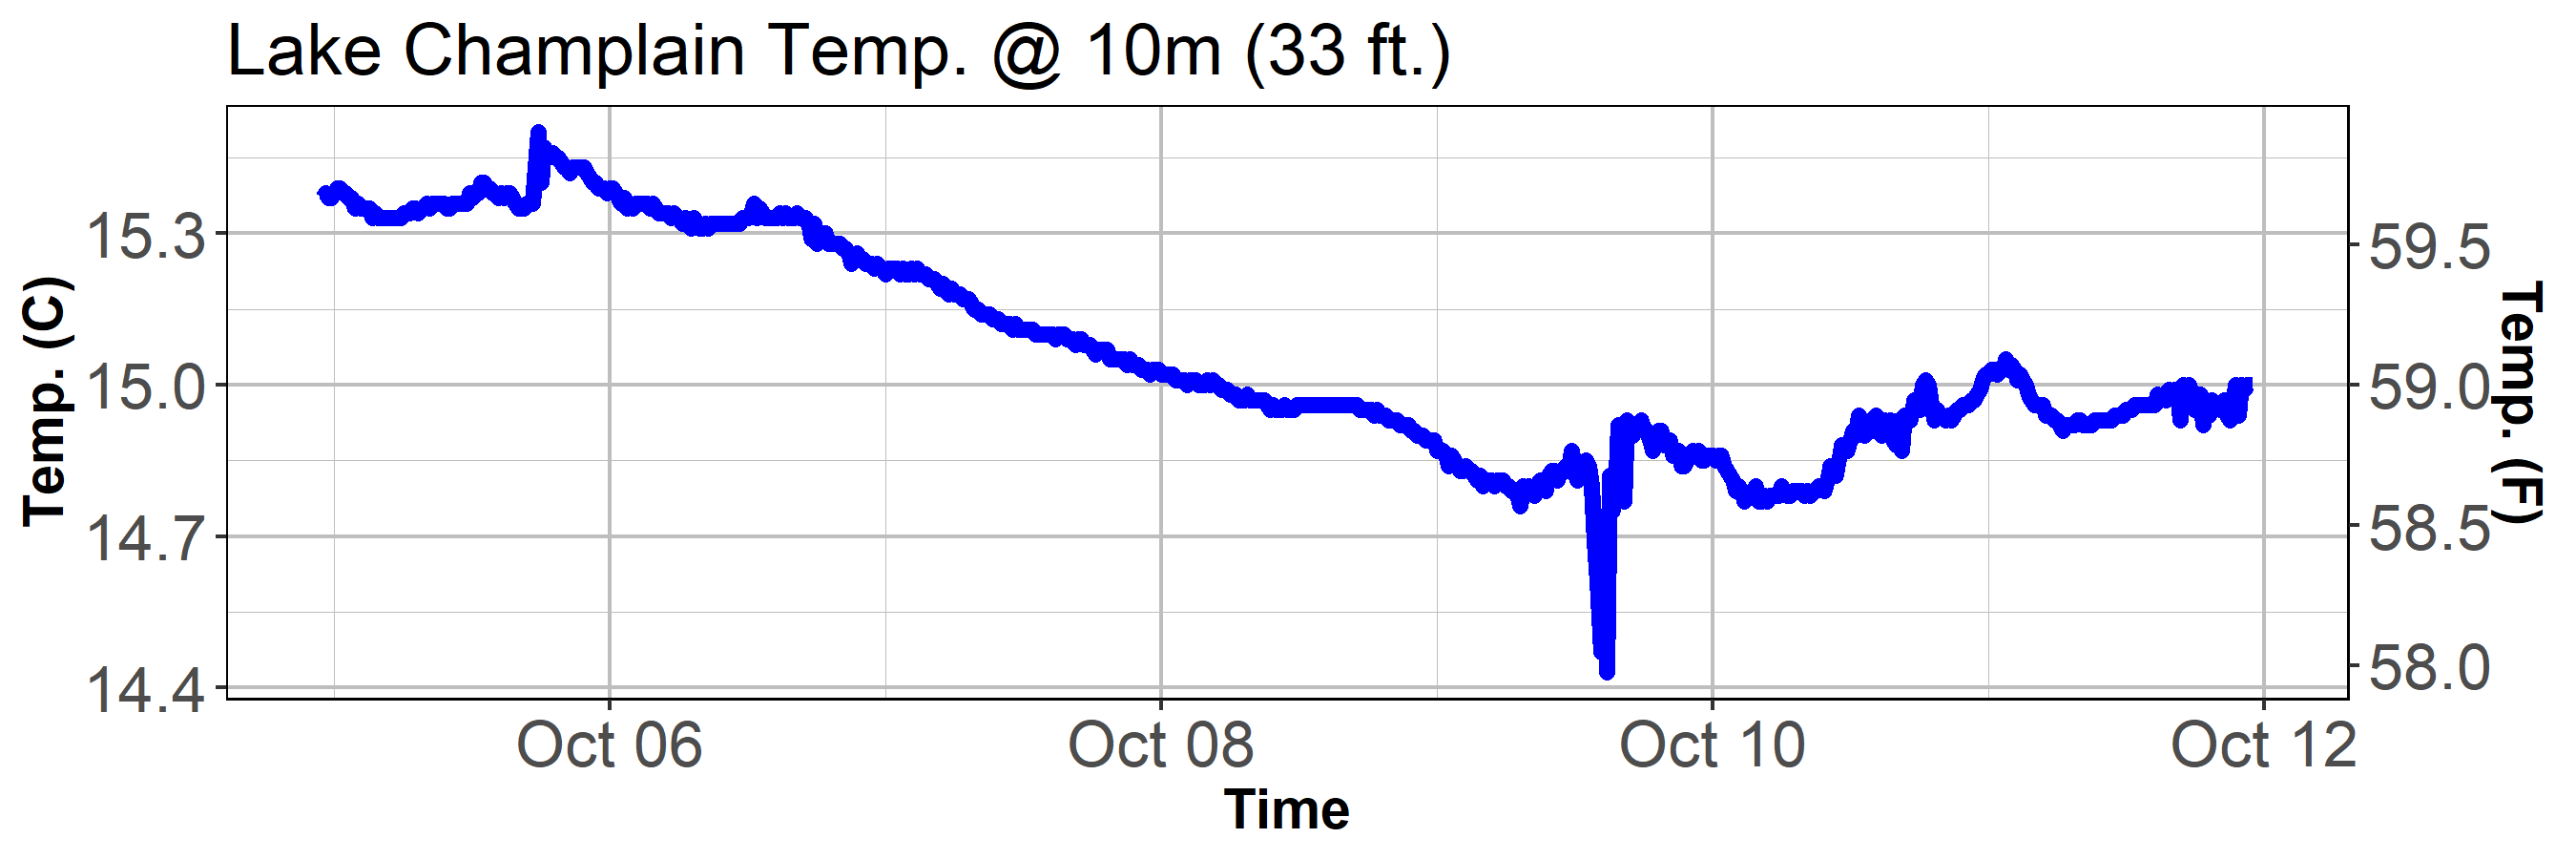 Lake Champlain Temp. @ 10m (33 ft.)
Temp. (C)
15.3
15.0
14.7
14.4
59.5
59.0
58.5
58.0
Temp. (F)
Oct 06
Oct 08
Oct 10
Oct 12
Time